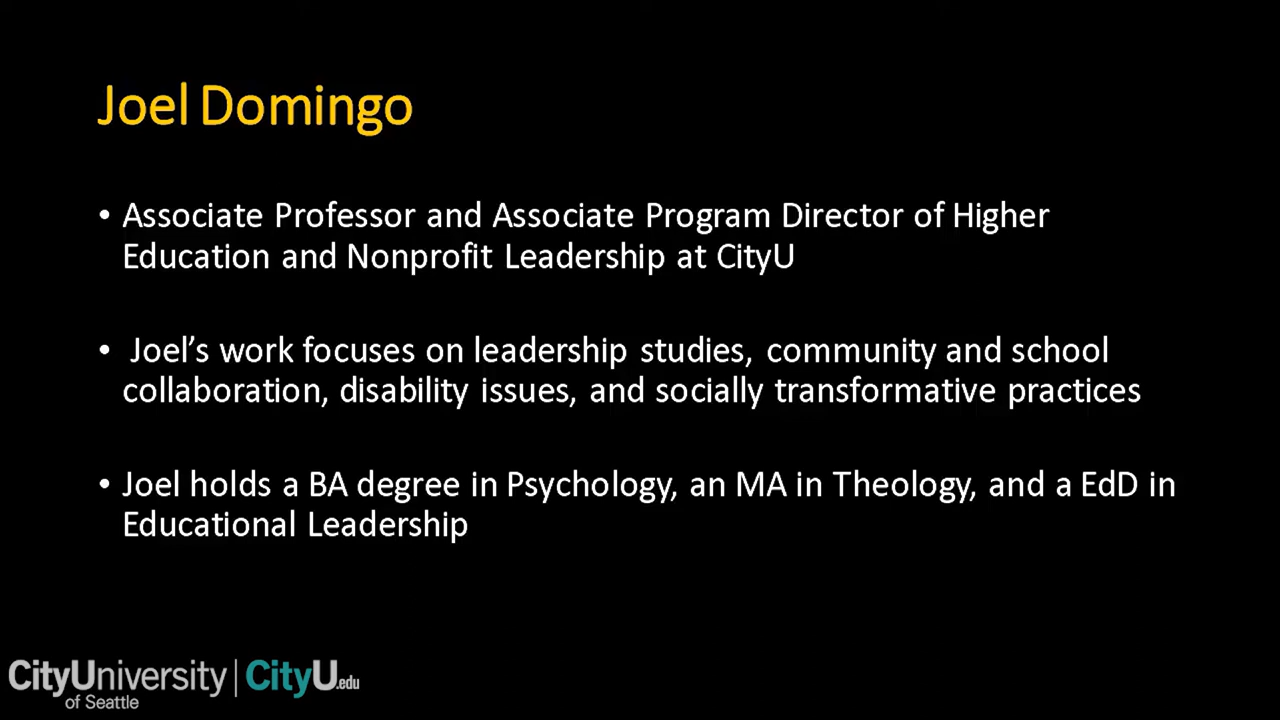 Joel Domingo
• Associate Professor and Associate Program Director of Higher
Education and Nonprofit Leadership at CityU
• Joel’s work focuses on leadership studies, community and school
collaboration, disability issues, and socially transformative practices
• Joel holds a BA degree in Psychology, an MA in Theology, and a EdD in
Educational Leadership
CityUniversity | CityU.edu
of Seattle